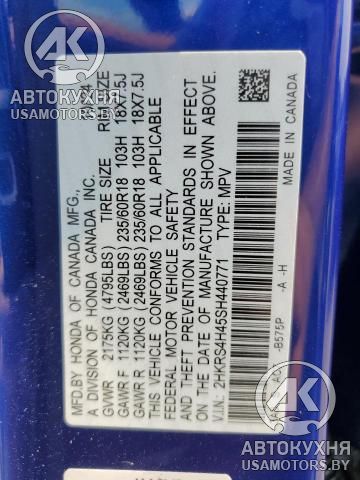 MFD.BY HONDA OF CANADA MFG.,
A DIVISION OF HONDA CANADA INC.
GVWR 2175KG (4795LBS) TIRE SIZE
GAWR F 1120KG (2469LBS) 235/60R18 103H 18X7.5J
GAWR R 1120KG (2469LBS) 235/60R18 103H 18X7.5J
THIS VEHICLE CONFORMS TO ALL APPLICABLE
FEDERAL MOTOR VEHICLE SAFETY
AND THEFT PREVENTION STANDARDS IN EFFECT
ON THE DATE OF MANUFACTURE SHOWN ABOVE.
V.I.N.: 2HKRS4H45SH440771 TYPE: MPV
B575P -A -H
MADE IN CANADA
АВТОКУХНЯ
USAMOTORS.BY
АВТОКУХНЯ
USAMOTORS.BY
АВТОКУХНЯ
USAMOTORS.BY